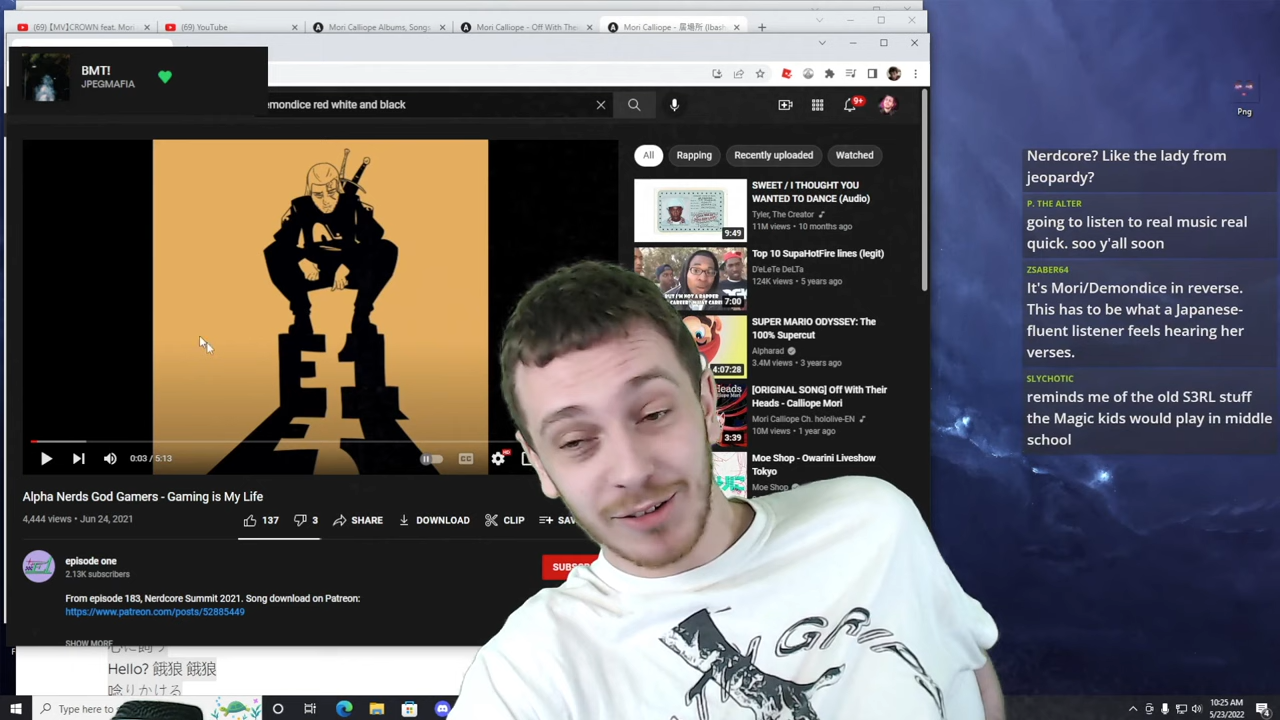 (69) 【MV】CROWN feat. Mori
(69) YouTube
Mori Calliope Albums, Songs
Mori Calliope - Off With The
Mori Calliope - 居場所 (Ibash
BMT!
JPEGMAFIA
emondice red white and black
9+
Png
All
Rapping
Recently uploaded
Watched
SWEET / I THOUGHT YOU
WANTED TO DANCE (Audio)
Tyler, The Creator
11M views • 10 months ago
9:49
Top 10 SupaHotFire lines (legit)
D'eLeTe DeLTa
124K views • 5 years ago
BUT I'M NOT A RAPPER
7:00
SUPER MARIO ODYSSEY: The
100% Supercut
Alpharad
3.4M views • 3 years ago
4:07:28
[ORIGINAL SONG] Off With Their
Heads - Calliope Mori
Mori Calliope Ch. hololive-EN
10M views • 1 year ago
Heads
3:39
Moe Shop - Owarini Liveshow
Tokyo
Moe Shop
0:03 / 5:13
CC
HD
Alpha Nerds God Gamers - Gaming is My Life
4,444 views • Jun 24, 2021
137
3
SHARE
DOWNLOAD
CLIP
SAV
episode one
2.13K subscribers
SUBSC
From episode 183, Nerdcore Summit 2021. Song download on Patreon:
https://www.patreon.com/posts/52885449
SHOW MORE
Hello? 餓狼 餓狼
唸りかける
Nerdcore? Like the lady from
jeopardy?
P. THE ALTER
going to listen to real music real
quick. soo y'all soon
ZSABER64
It's Mori/Demondice in reverse.
This has to be what a Japanese-
fluent listener feels hearing her
verses.
SLYCHOTIC
reminds me of the old S3RL stuff
the Magic kids would play in middle
school
Type here to
10:25 AM
5/23/2022
4